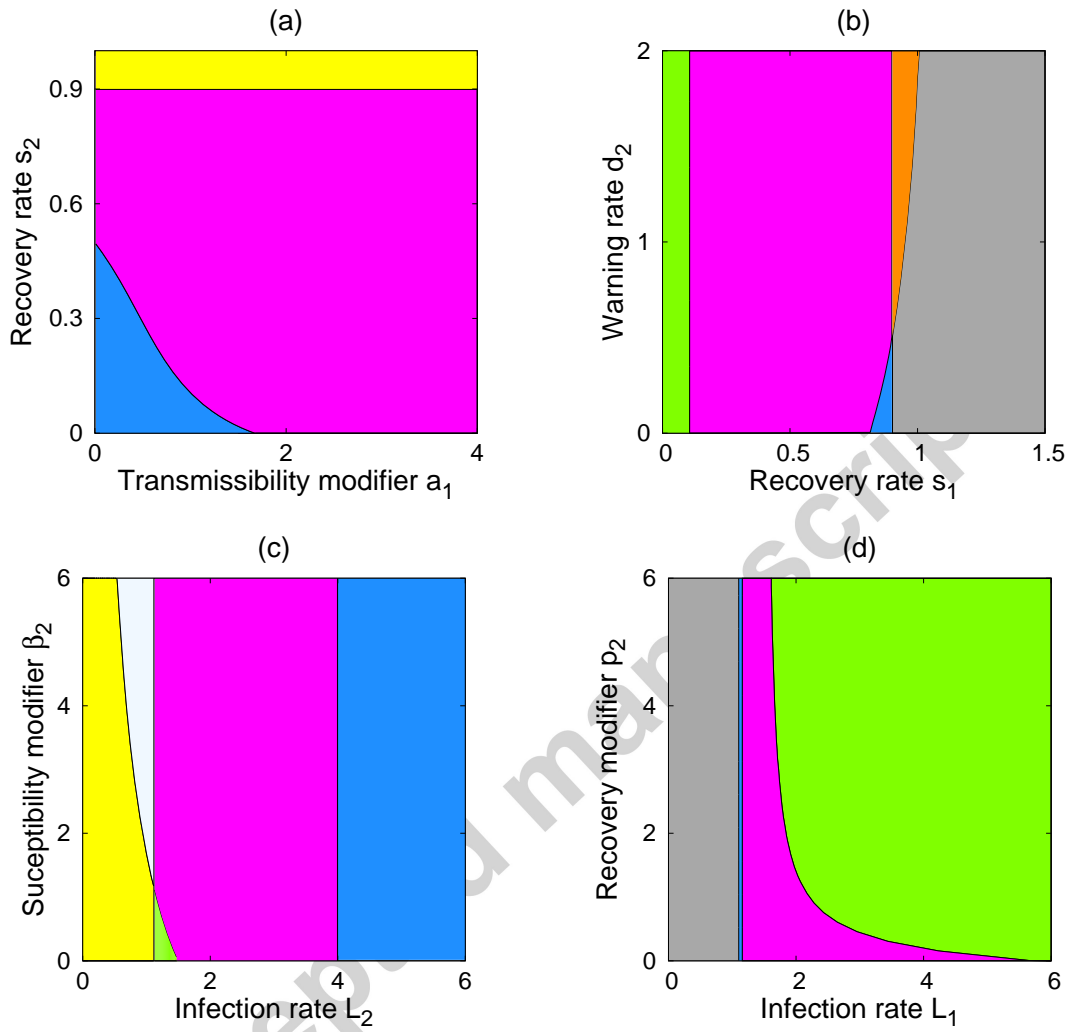 (a)
Recovery rate s2
0.9
0.6
0.3
0
0
2
4
Transmissibility modifier a1
(b)
Warning rate d2
2
1
0
0
0.5
1
1.5
Recovery rate s1
(c)
Suceptibility modifier β2
6
4
2
0
0
2
4
6
Infection rate L2
(d)
Recovery modifier p2
6
4
2
0
0
2
4
6
Infection rate L1